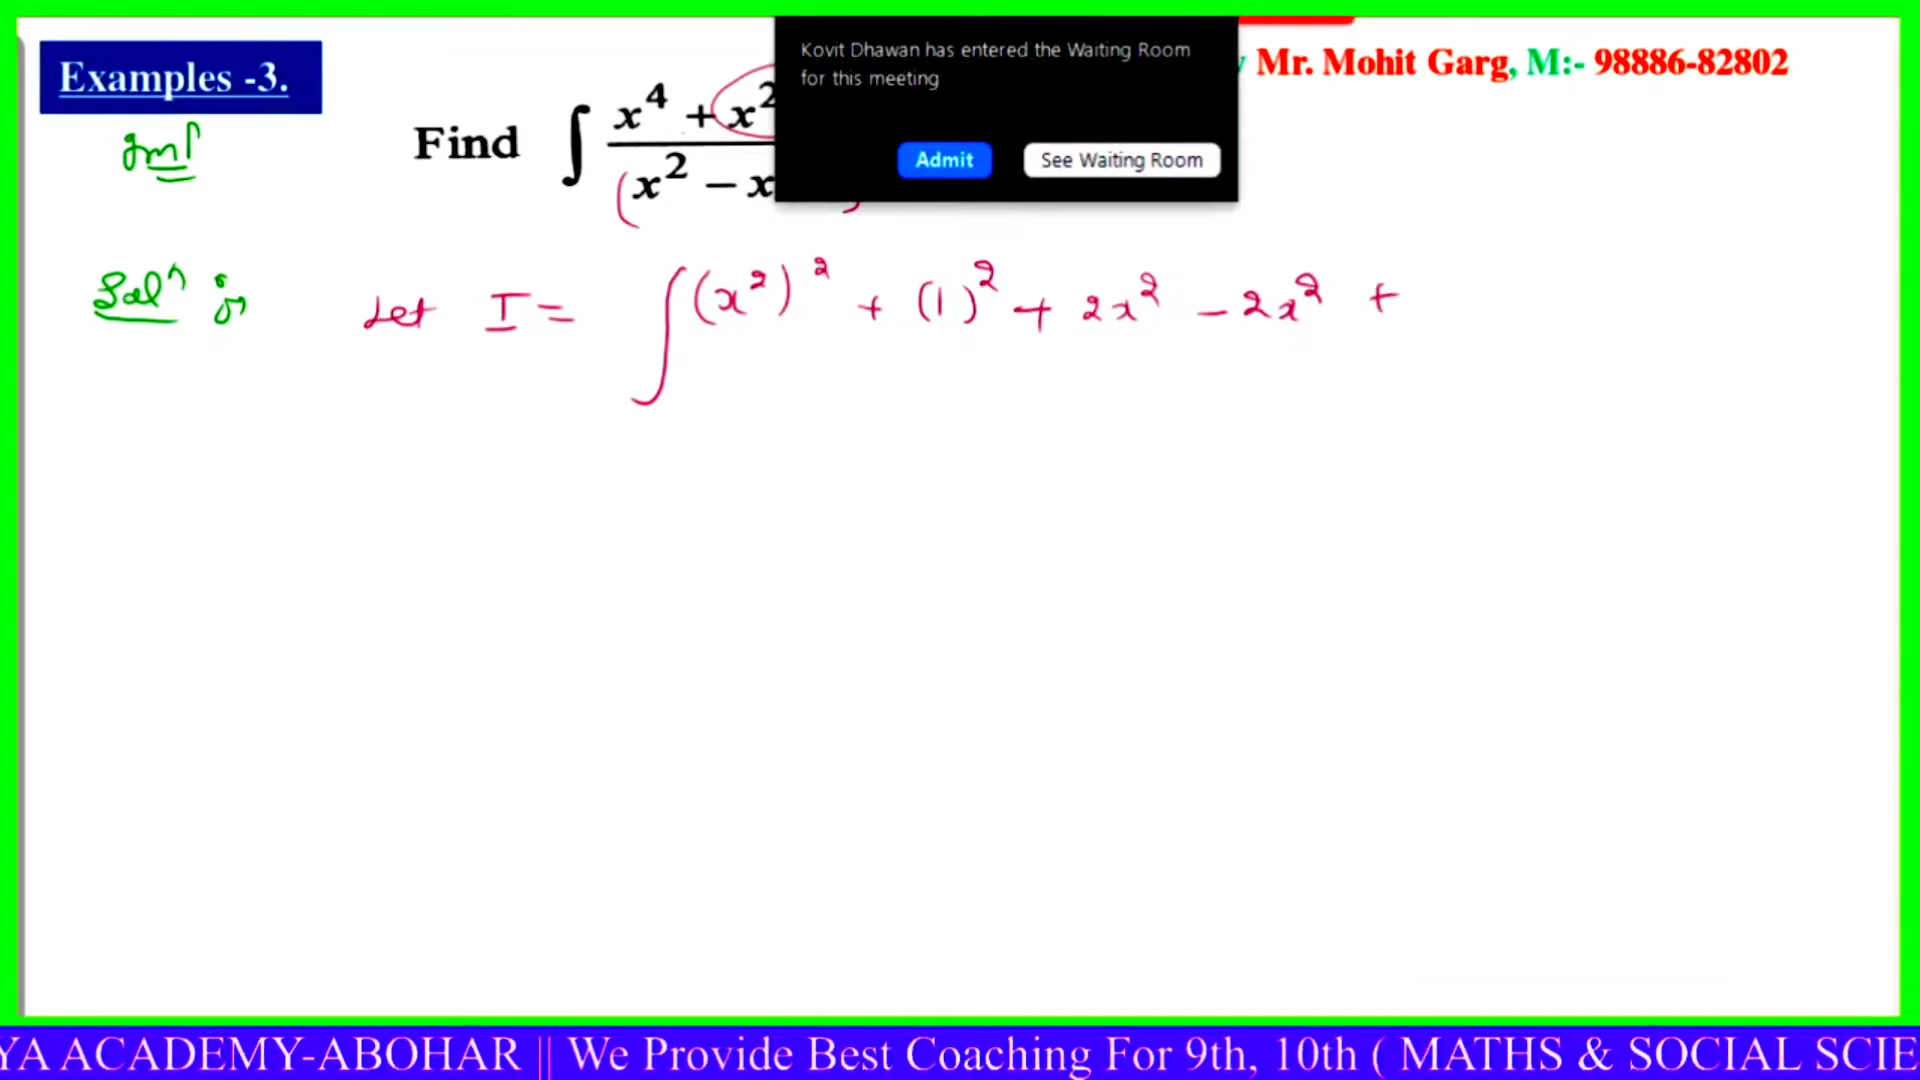 Kovit Dhawan has entered the Waiting Room
for this meeting
Admit
See Waiting Room
Mr. Mohit Garg, M:- 98886-82802
Examples -3.
Find ∫ x⁴ + x²
x² − x
Solⁿ :
Let I = ∫ (x²)² + (1)² + 2x² − 2x² +
YA ACADEMY-ABOHAR || We Provide Best Coaching For 9th, 10th ( MATHS & SOCIAL SCIE